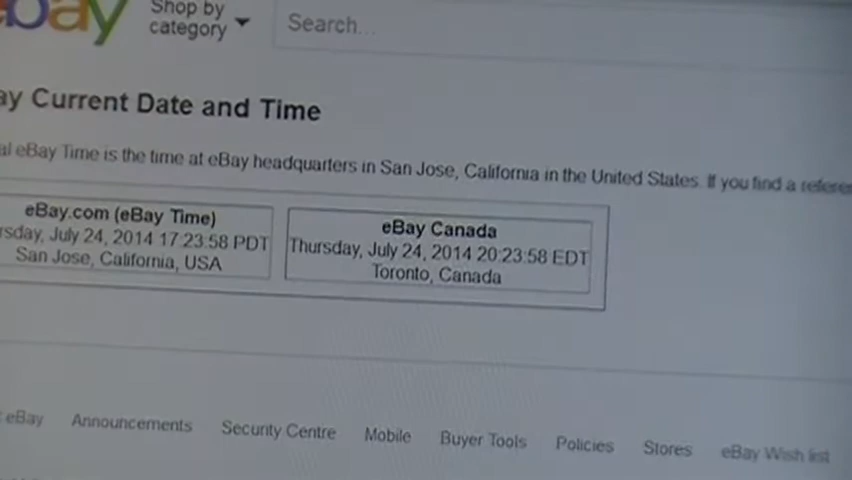 ebay
Shop by
category
Search...
ay Current Date and Time
al eBay Time is the time at eBay headquarters in San Jose, California in the United States. If you find a refere
eBay.com (eBay Time)
rsday, July 24, 2014 17:23:58 PDT
San Jose, California, USA
eBay Canada
Thursday, July 24, 2014 20:23:58 EDT
Toronto, Canada
eBay Announcements Security Centre Mobile Buyer Tools Policies Stores eBay Wish list